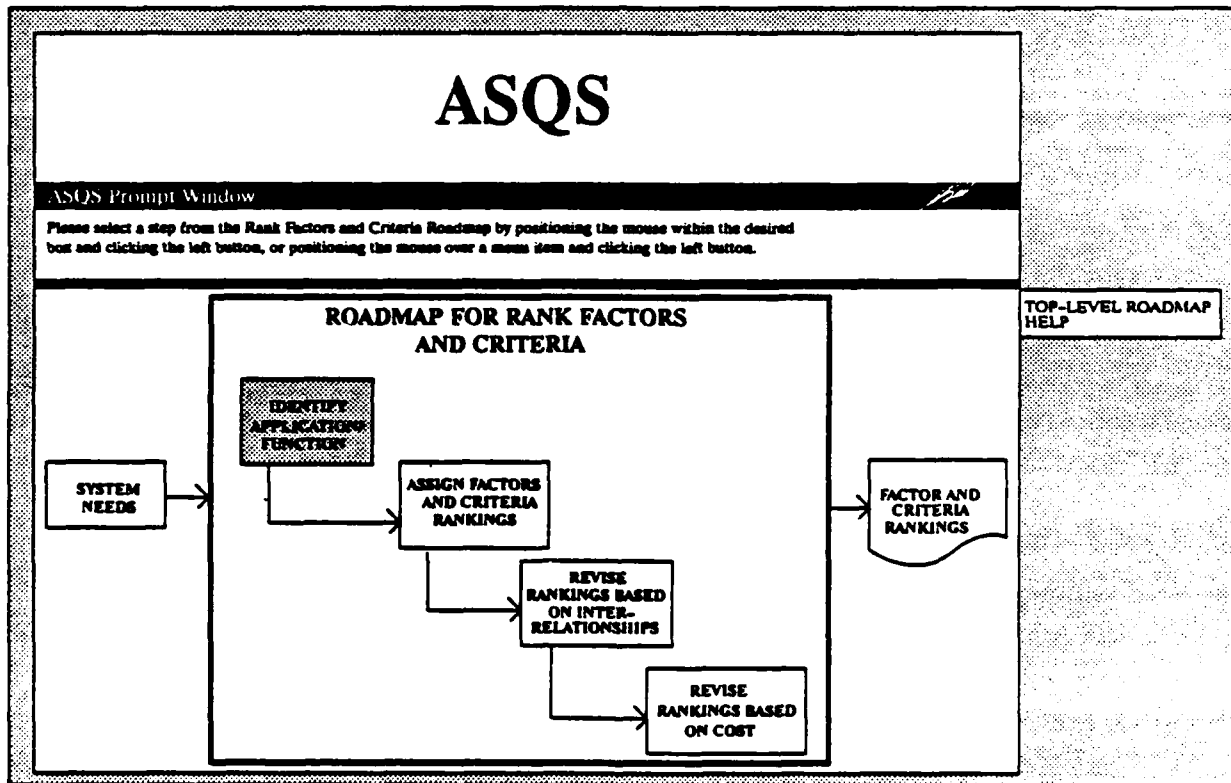 ASQS
ASQS Prompt Window
Please select a step from the Rank Factors and Criteria Roadmap by positioning the mouse within the desired
box and clicking the left button, or positioning the mouse over a menu item and clicking the left button.
TOP-LEVEL ROADMAP
HELP
ROADMAP FOR RANK FACTORS
AND CRITERIA
IDENTIFY
APPLICATION/
FUNCTION
SYSTEM
NEEDS
ASSIGN FACTORS
AND CRITERIA
RANKINGS
REVISE
RANKINGS BASED
ON INTER-
RELATIONSHIPS
REVISE
RANKINGS BASED
ON COST
FACTOR AND
CRITERIA
RANKINGS